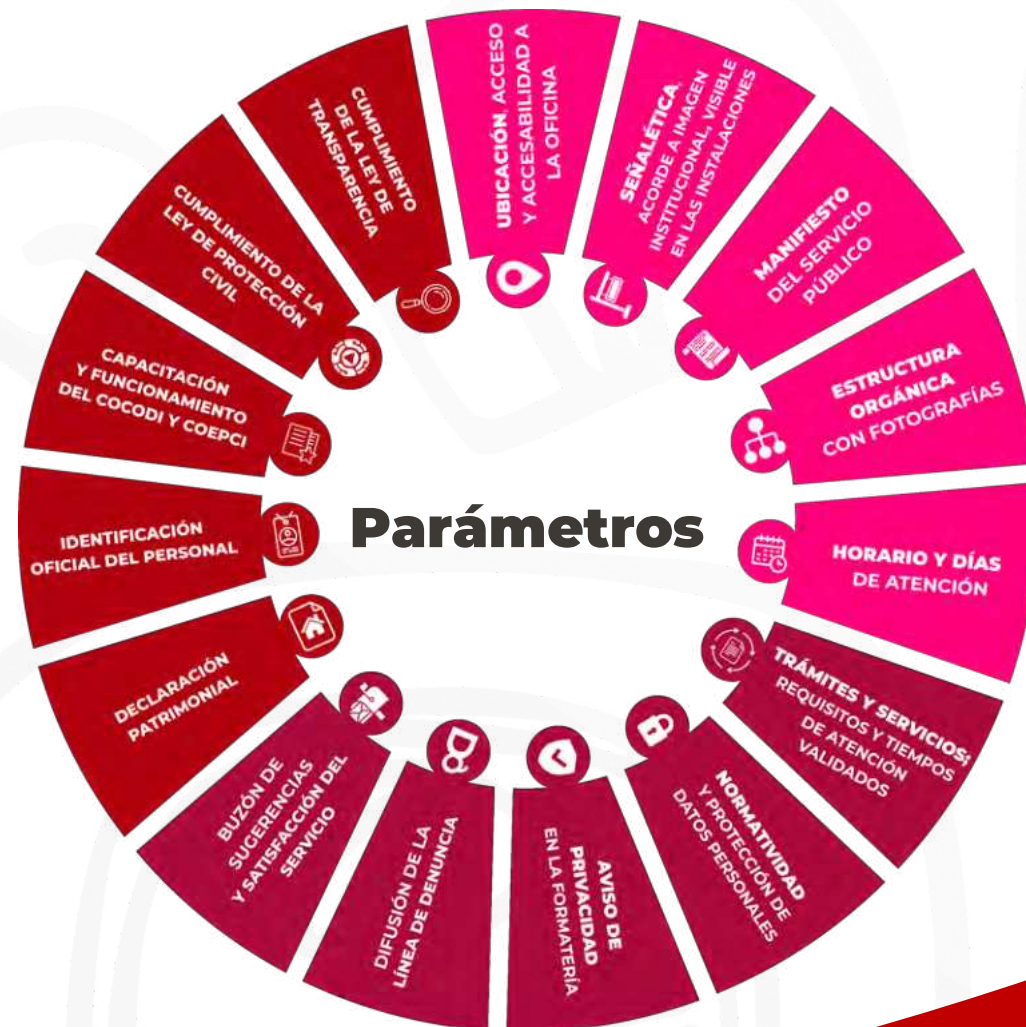 Parámetros
UBICACIÓN, ACCESO
Y ACCESABILIDAD A
LA OFICINA
SEÑALÉTICA,
ACORDE A IMAGEN
INSTITUCIONAL, VISIBLE
EN LAS INSTALACIONES
MANIFIESTO
DEL SERVICIO
PÚBLICO
ESTRUCTURA
ORGÁNICA
CON FOTOGRAFÍAS
HORARIO Y DÍAS
DE ATENCIÓN
TRÁMITES Y SERVICIOS;
REQUISITOS Y TIEMPOS
DE ATENCIÓN
VALIDADOS
NORMATIVIDAD
Y PROTECCIÓN DE
DATOS PERSONALES
AVISO DE
PRIVACIDAD
EN LA FORMATERÍA
DIFUSIÓN DE LA
LÍNEA DE DENUNCIA
BUZÓN DE
SUGERENCIAS
Y SATISFACCIÓN DEL
SERVICIO
DECLARACIÓN
PATRIMONIAL
IDENTIFICACIÓN
OFICIAL DEL PERSONAL
CAPACITACIÓN
Y FUNCIONAMIENTO
DEL COCODI Y COEPCI
CUMPLIMIENTO DE LA
LEY DE PROTECCIÓN
CIVIL
CUMPLIMIENTO
DE LA LEY DE
TRANSPARENCIA